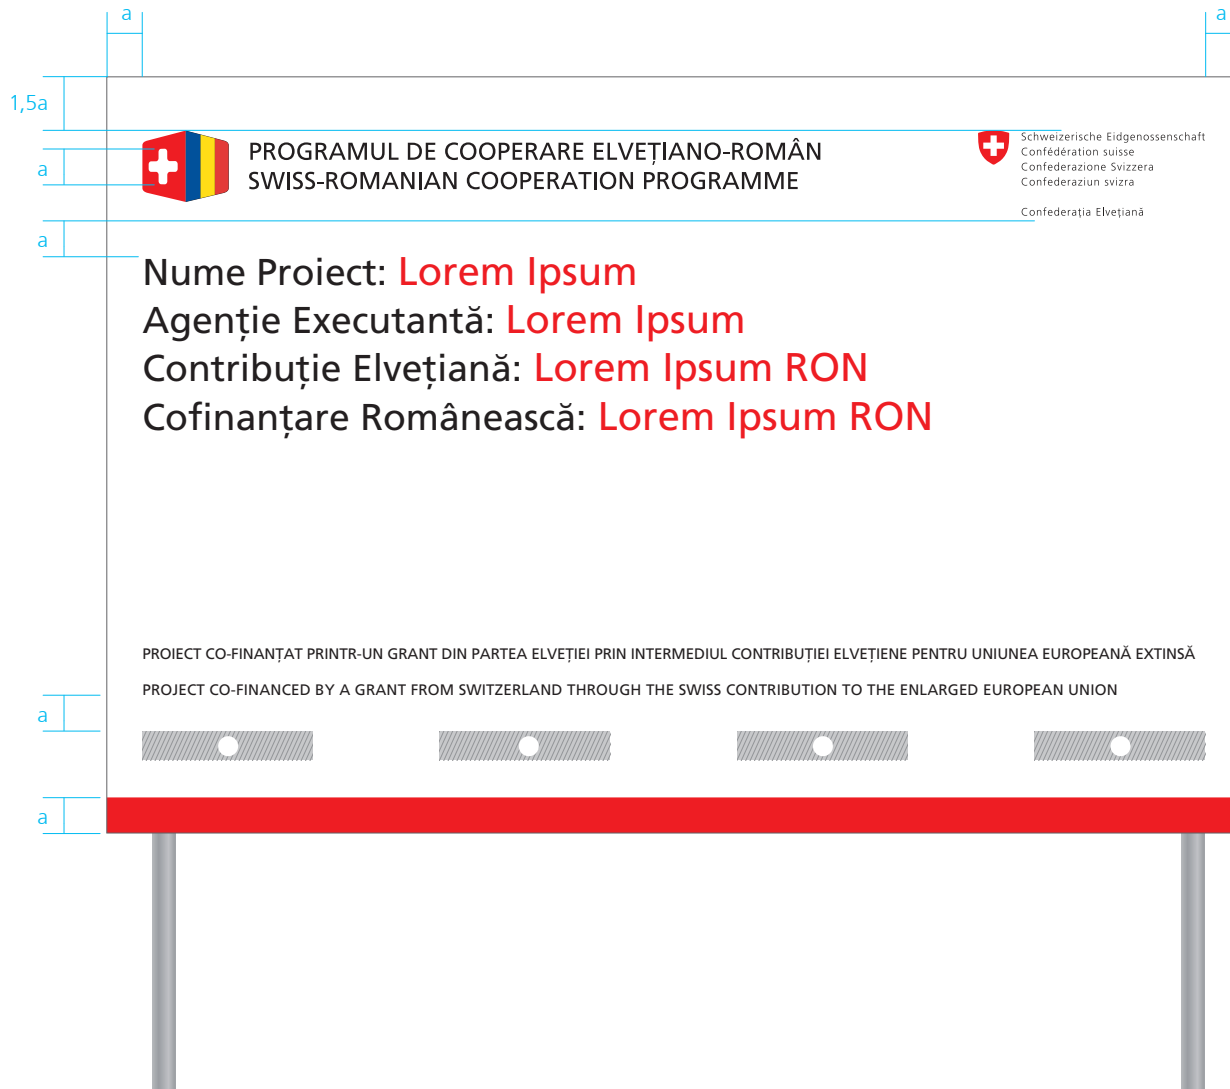 a
a
1,5a
PROGRAMUL DE COOPERARE ELVEȚIANO-ROMÂN
SWISS-ROMANIAN COOPERATION PROGRAMME
Schweizerische Eidgenossenschaft
Confédération suisse
Confederazione Svizzera
Confederaziun svizra
Confederația Elvețiană
a
a
Nume Proiect: Lorem Ipsum
Agenție Executantă: Lorem Ipsum
Contribuție Elvețiană: Lorem Ipsum RON
Cofinanțare Românească: Lorem Ipsum RON
PROIECT CO-FINANȚAT PRINTR-UN GRANT DIN PARTEA ELVEȚIEI PRIN INTERMEDIUL CONTRIBUȚIEI ELVEȚIENE PENTRU UNIUNEA EUROPEANĂ EXTINSĂ
PROJECT CO-FINANCED BY A GRANT FROM SWITZERLAND THROUGH THE SWISS CONTRIBUTION TO THE ENLARGED EUROPEAN UNION
a
a